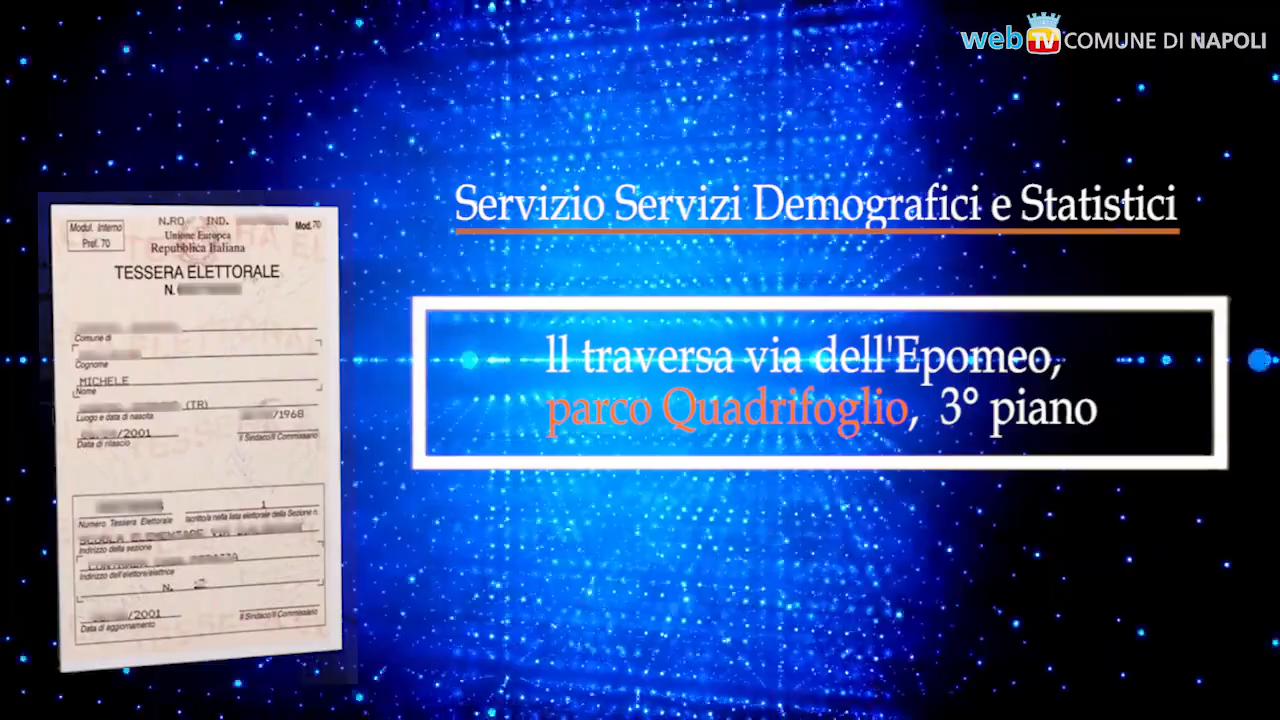 web TV COMUNE DI NAPOLI
Servizio Servizi Demografici e Statistici
ll traversa via dell'Epomeo,
parco Quadrifoglio, 3° piano
Modul. Interno
Pref. 70
N.RO IND.
Mod.70
Unione Europea
Repubblica Italiana
TESSERA ELETTORALE
N.
Comune di
Cognome
MICHELE
Nome
(TR)
Luogo e data di nascita
/1968
/2001
Data di rilascio
Il Sindaco/Il Commissario
1
Numero Tessera Elettorale
Iscritto/a nella lista elettorale della Sezione n.
SCUOLA ELEMENTARE VIA
Indirizzo della sezione
Indirizzo dell'elettore/elettrice
N. 2
/2001
Data di aggiornamento
Il Sindaco/Il Commissario